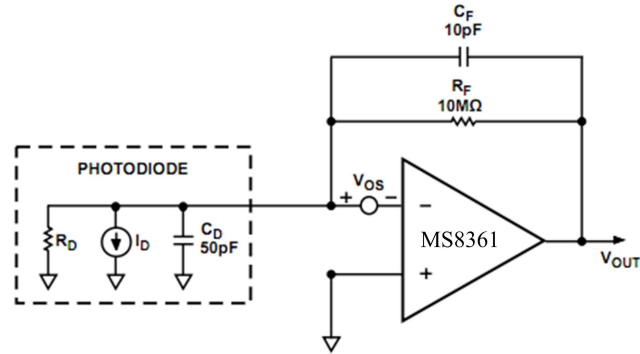 CF
10pF
RF
10MΩ
PHOTODIODE
+ VOS −
RD
ID
CD
50pF
−
MS8361
+
VOUT